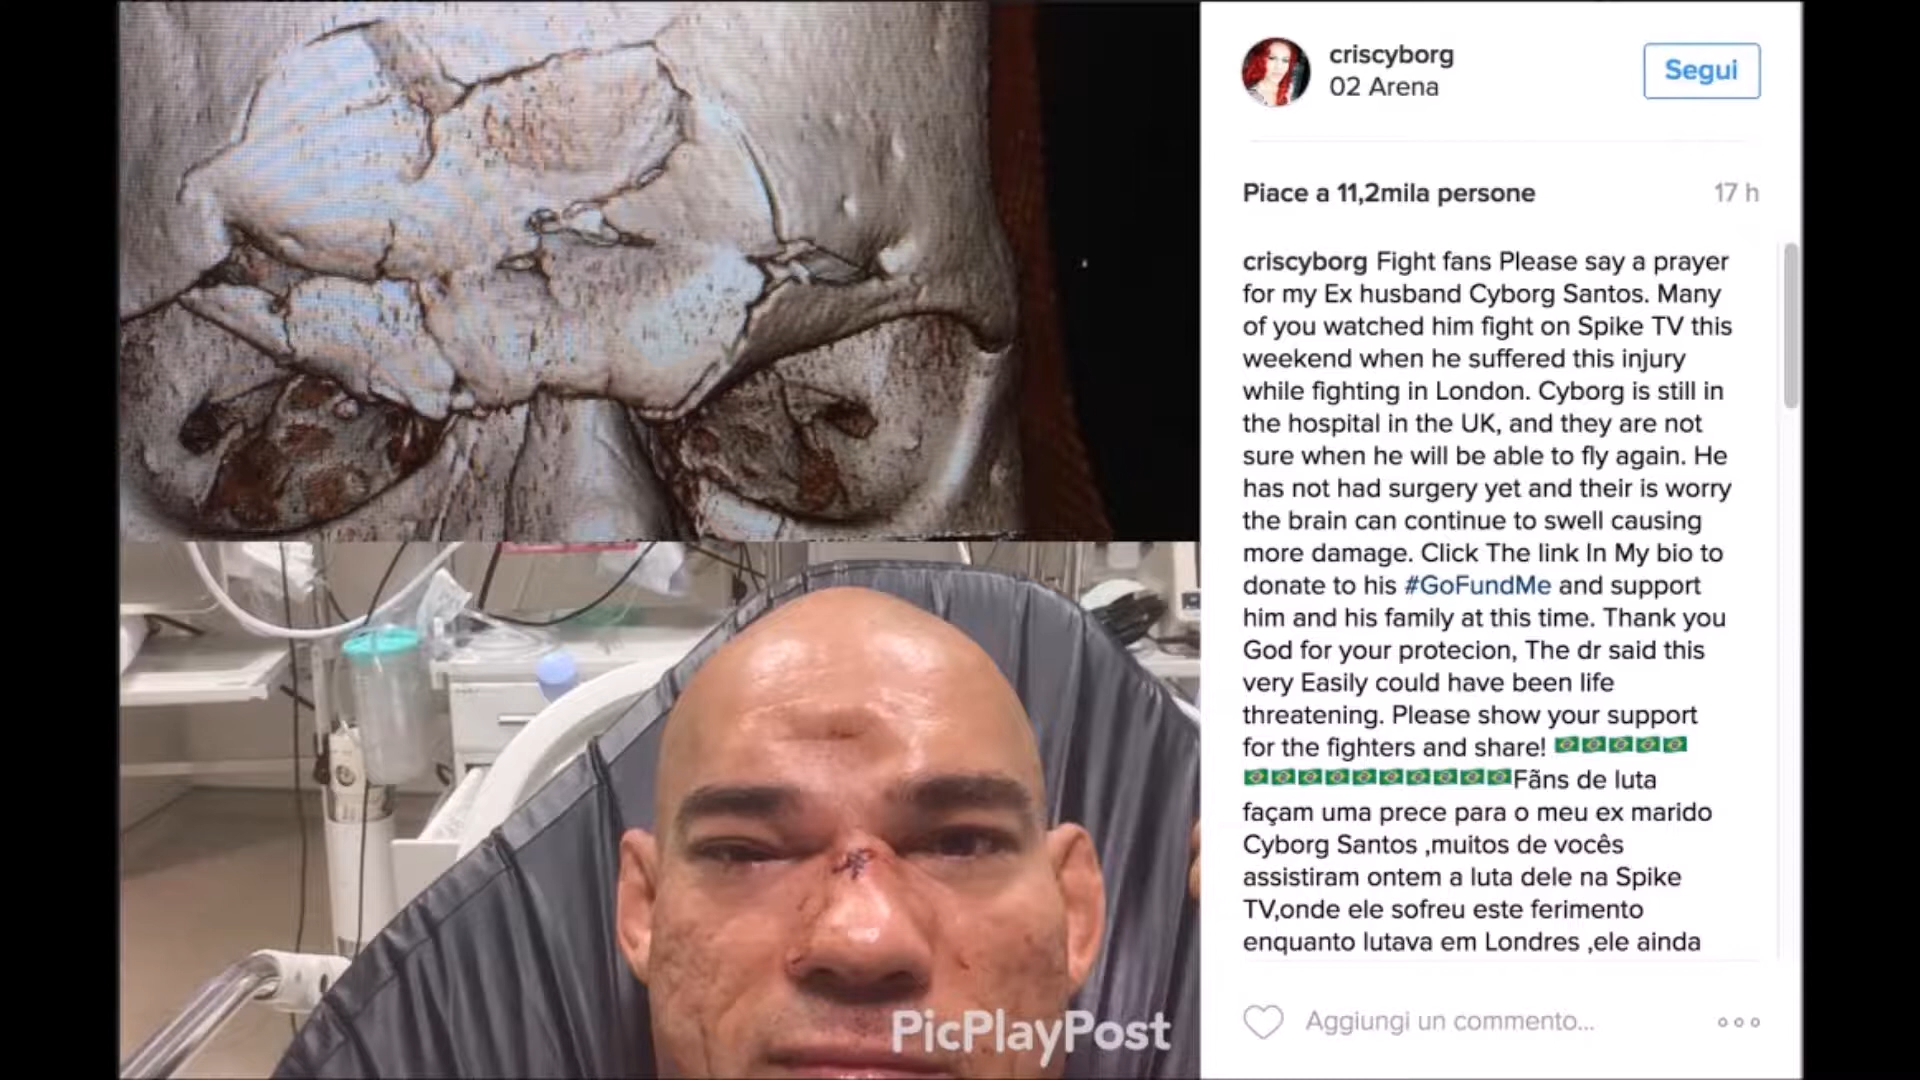 criscyborg
02 Arena
Segui
Piace a 11,2mila persone
17 h
criscyborg Fight fans Please say a prayer
for my Ex husband Cyborg Santos. Many
of you watched him fight on Spike TV this
weekend when he suffered this injury
while fighting in London. Cyborg is still in
the hospital in the UK, and they are not
sure when he will be able to fly again. He
has not had surgery yet and their is worry
the brain can continue to swell causing
more damage. Click The link In My bio to
donate to his #GoFundMe and support
him and his family at this time. Thank you
God for your protecion, The dr said this
very Easily could have been life
threatening. Please show your support
for the fighters and share! 🇧🇷🇧🇷🇧🇷🇧🇷🇧🇷
🇧🇷🇧🇷🇧🇷🇧🇷🇧🇷🇧🇷🇧🇷🇧🇷🇧🇷🇧🇷Fãns de luta
façam uma prece para o meu ex marido
Cyborg Santos ,muitos de vocês
assistiram ontem a luta dele na Spike
TV,onde ele sofreu este ferimento
enquanto lutava em Londres ,ele ainda
Aggiungi un commento...
PicPlayPost